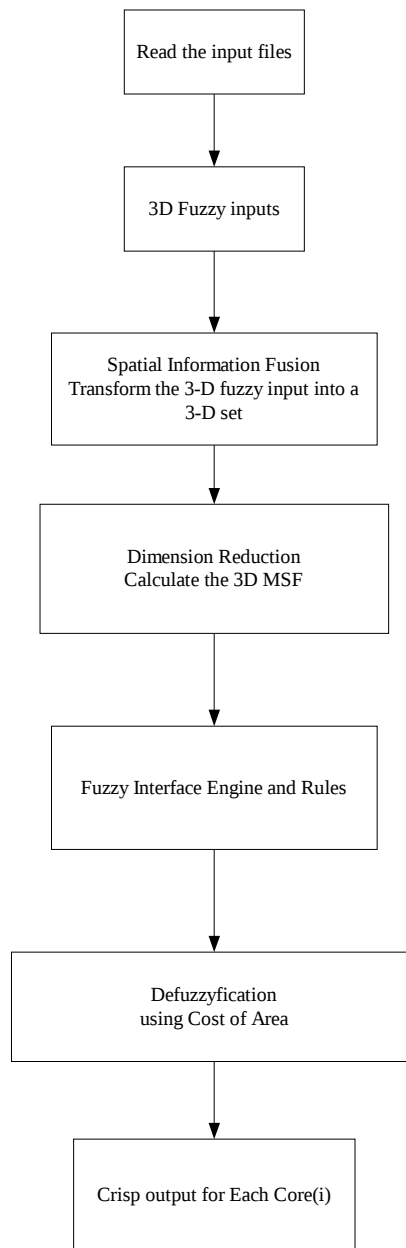 Read the input files
3D Fuzzy inputs
Spatial Information Fusion
Transform the 3-D fuzzy input into a
3-D set
Dimension Reduction
Calculate the 3D MSF
Fuzzy Interface Engine and Rules
Defuzzyfication
using Cost of Area
Crisp output for Each Core(i)